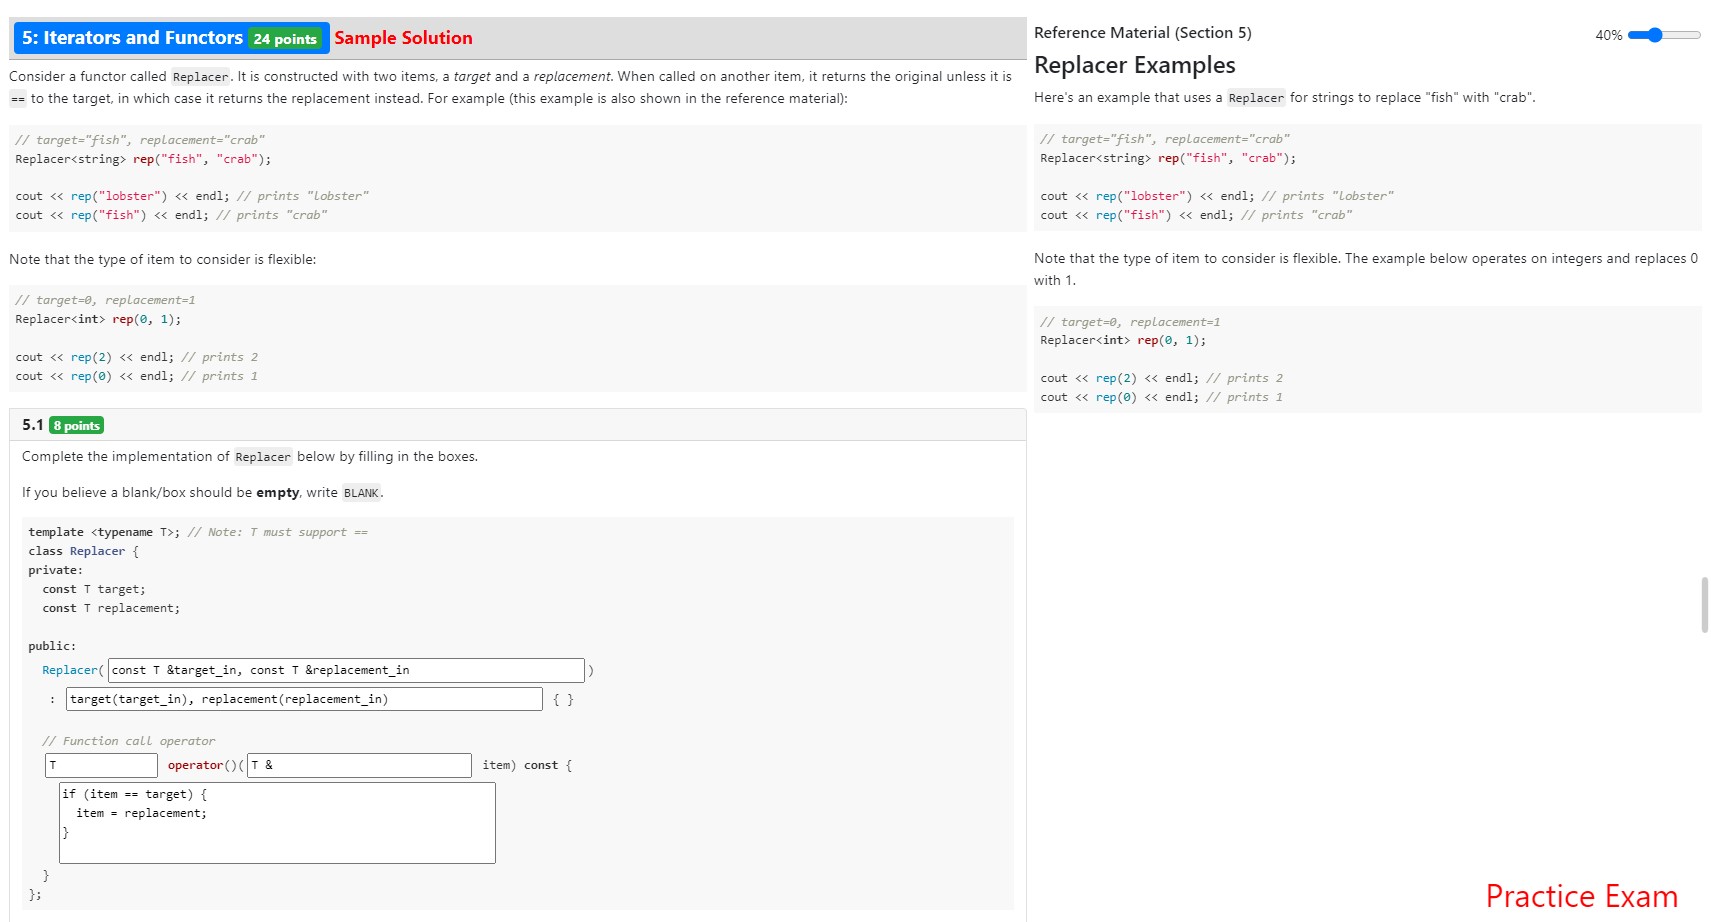 5: Iterators and Functors 24 points Sample Solution
Consider a functor called Replacer. It is constructed with two items, a target and a replacement. When called on another item, it returns the original unless it is
== to the target, in which case it returns the replacement instead. For example (this example is also shown in the reference material):
// target="fish", replacement="crab"
Replacer<string> rep("fish", "crab");
cout << rep("lobster") << endl; // prints "lobster"
cout << rep("fish") << endl; // prints "crab"
Note that the type of item to consider is flexible:
// target=0, replacement=1
Replacer<int> rep(0, 1);
cout << rep(2) << endl; // prints 2
cout << rep(0) << endl; // prints 1
5.1 8 points
Complete the implementation of Replacer below by filling in the boxes.
If you believe a blank/box should be empty, write BLANK.
template <typename T>; // Note: T must support ==
class Replacer {
private:
const T target;
const T replacement;
public:
Replacer( const T &target_in, const T &replacement_in )
: target(target_in), replacement(replacement_in) { }
// Function call operator
T operator()( T & item) const {
if (item == target) {
item = replacement;
}
}
};
Reference Material (Section 5)
40%
Replacer Examples
Here's an example that uses a Replacer for strings to replace "fish" with "crab".
// target="fish", replacement="crab"
Replacer<string> rep("fish", "crab");
cout << rep("lobster") << endl; // prints "lobster"
cout << rep("fish") << endl; // prints "crab"
Note that the type of item to consider is flexible. The example below operates on integers and replaces 0
with 1.
// target=0, replacement=1
Replacer<int> rep(0, 1);
cout << rep(2) << endl; // prints 2
cout << rep(0) << endl; // prints 1
Practice Exam